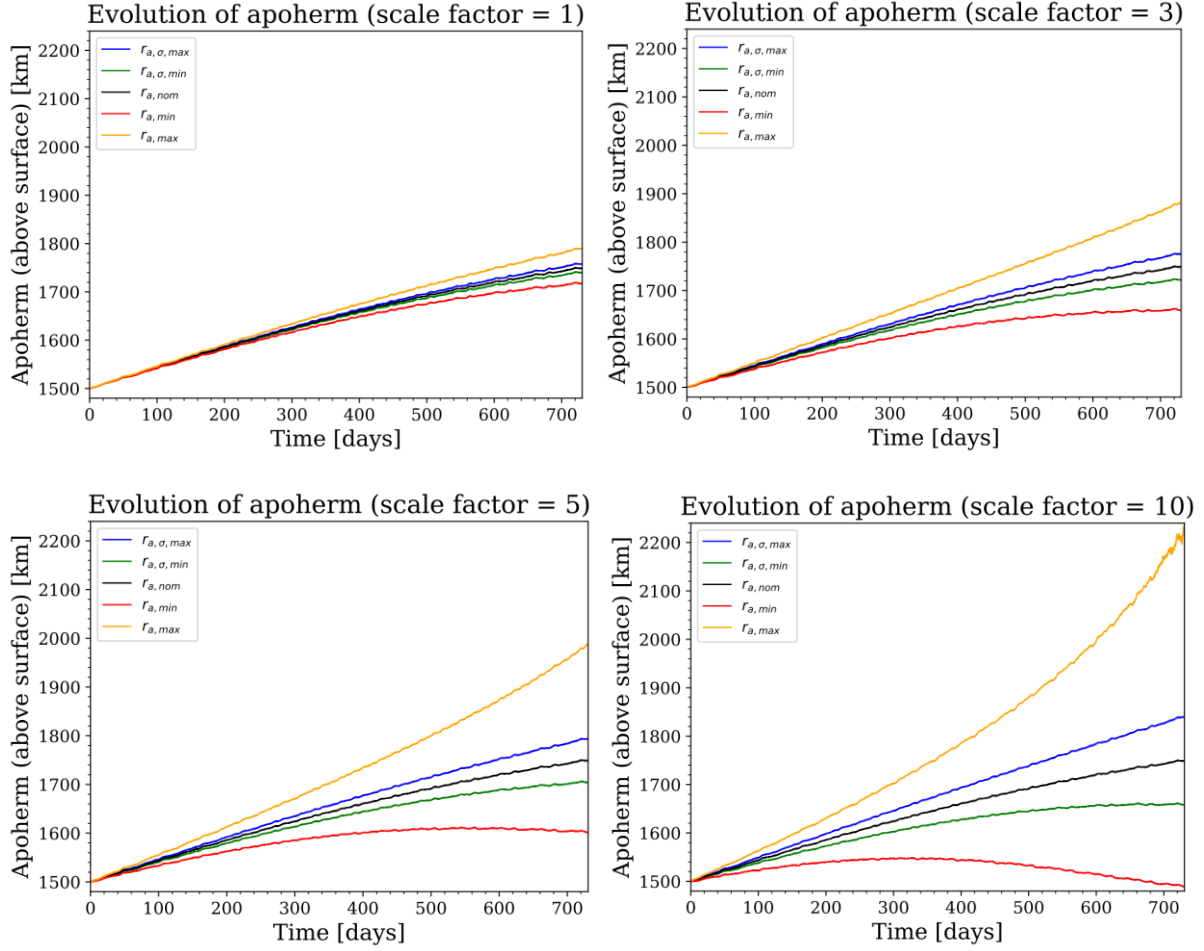 Evolution of apoherm (scale factor = 1)
Apoherm (above surface) [km]
2200
2100
2000
1900
1800
1700
1600
1500
r_{a,σ,max}
r_{a,σ,min}
r_{a,nom}
r_{a,min}
r_{a,max}
0 100 200 300 400 500 600 700
Time [days]
Evolution of apoherm (scale factor = 3)
Apoherm (above surface) [km]
2200
2100
2000
1900
1800
1700
1600
1500
r_{a,σ,max}
r_{a,σ,min}
r_{a,nom}
r_{a,min}
r_{a,max}
0 100 200 300 400 500 600 700
Time [days]
Evolution of apoherm (scale factor = 5)
Apoherm (above surface) [km]
2200
2100
2000
1900
1800
1700
1600
1500
r_{a,σ,max}
r_{a,σ,min}
r_{a,nom}
r_{a,min}
r_{a,max}
0 100 200 300 400 500 600 700
Time [days]
Evolution of apoherm (scale factor = 10)
Apoherm (above surface) [km]
2200
2100
2000
1900
1800
1700
1600
1500
r_{a,σ,max}
r_{a,σ,min}
r_{a,nom}
r_{a,min}
r_{a,max}
0 100 200 300 400 500 600 700
Time [days]